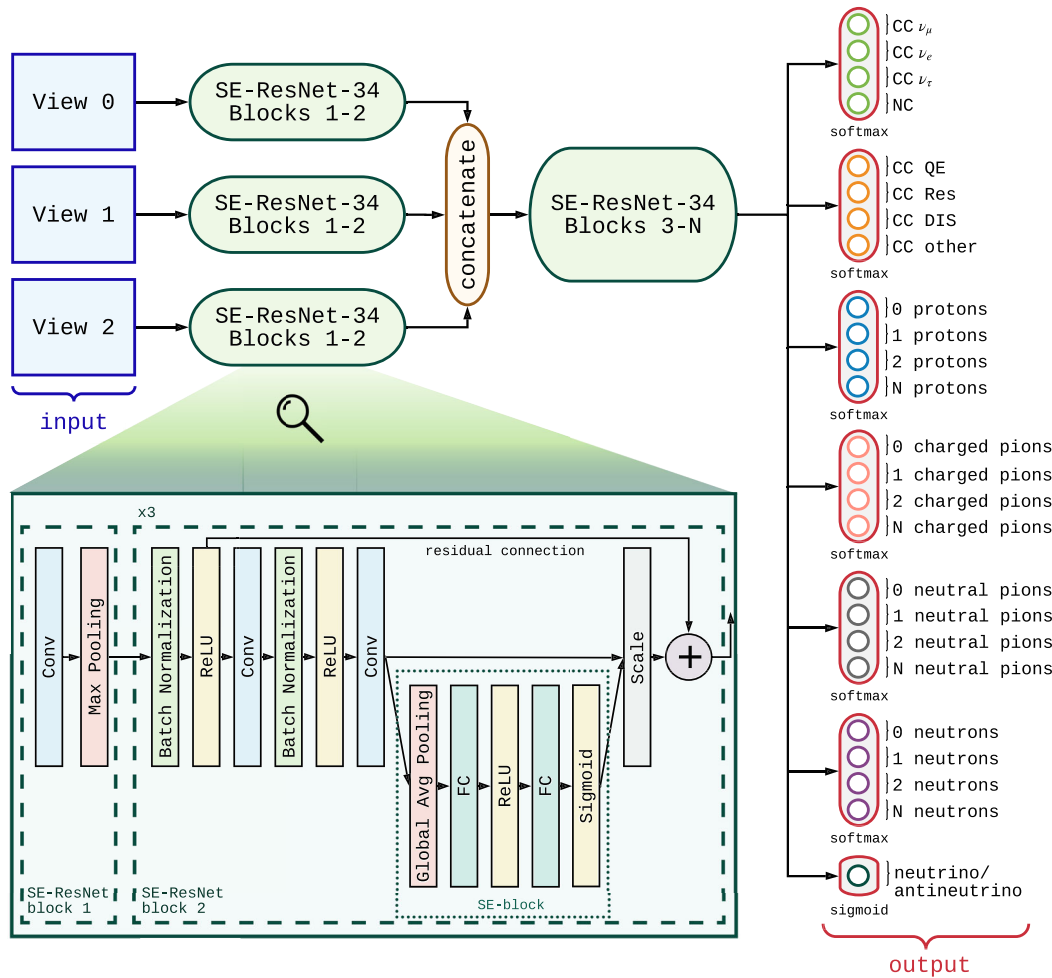 View 0
SE-ResNet-34
Blocks 1-2
View 1
SE-ResNet-34
Blocks 1-2
View 2
SE-ResNet-34
Blocks 1-2
input
concatenate
SE-ResNet-34
Blocks 3-N
CC νμ
CC νe
CC ντ
NC
softmax
CC QE
CC Res
CC DIS
CC other
softmax
0 protons
1 protons
2 protons
N protons
softmax
0 charged pions
1 charged pions
2 charged pions
N charged pions
softmax
0 neutral pions
1 neutral pions
2 neutral pions
N neutral pions
softmax
0 neutrons
1 neutrons
2 neutrons
N neutrons
softmax
neutrino/
antineutrino
sigmoid
output
x3
residual connection
Conv
Max Pooling
Batch Normalization
ReLU
Conv
Batch Normalization
ReLU
Conv
Global Avg Pooling
FC
ReLU
FC
Sigmoid
Scale
+
SE-ResNet
block 1
SE-ResNet
block 2
SE-block